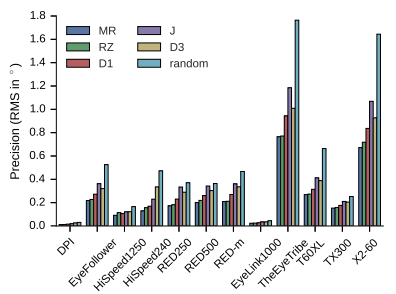 1.8
1.6
1.4
1.2
1.0
0.8
0.6
0.4
0.2
0.0
Precision (RMS in °)
MR
RZ
D1
J
D3
random
DPI
EyeFollower
HiSpeed1250
HiSpeed240
RED250
RED500
RED-m
EyeLink1000
TheEyeTribe
T60XL
TX300
X2-60